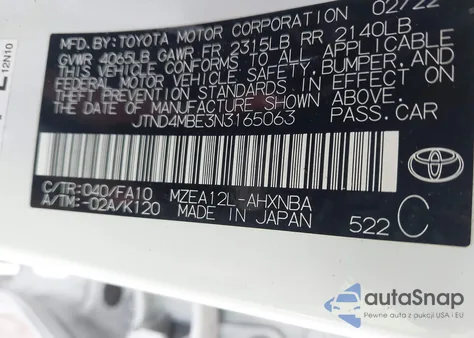 02/22
MFD. BY: TOYOTA MOTOR CORPORATION
GVWR 4065LB GAWR FR 2315LB RR 2140LB
THIS VEHICLE CONFORMS TO ALL APPLICABLE
FEDERAL MOTOR VEHICLE SAFETY, BUMPER, AND
THEFT PREVENTION STANDARDS IN EFFECT ON THE
DATE OF MANUFACTURE SHOWN ABOVE.
JTND4MBE3N3165063 PASS. CAR
C/TR: 040/FA10 MZEA12L-AHXNBA
A/TM: -02A/K120 MADE IN JAPAN
522 C
TOYOTA
12N10
autaSnap
Pewne auta z aukcji USA i EU